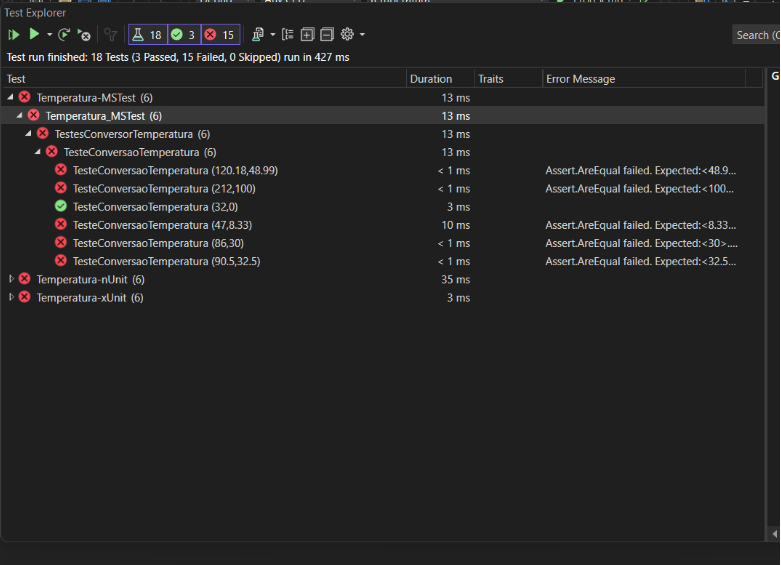 Test Explorer
18 3 15
Search (C
Test run finished: 18 Tests (3 Passed, 15 Failed, 0 Skipped) run in 427 ms
Test Duration Traits Error Message
G
Temperatura-MSTest (6) 13 ms
Temperatura_MSTest (6) 13 ms
TestesConversorTemperatura (6) 13 ms
TesteConversaoTemperatura (6) 13 ms
TesteConversaoTemperatura (120.18,48.99) < 1 ms Assert.AreEqual failed. Expected:<48.9...
TesteConversaoTemperatura (212,100) < 1 ms Assert.AreEqual failed. Expected:<100...
TesteConversaoTemperatura (32,0) 3 ms
TesteConversaoTemperatura (47,8.33) 10 ms Assert.AreEqual failed. Expected:<8.33...
TesteConversaoTemperatura (86,30) < 1 ms Assert.AreEqual failed. Expected:<30>....
TesteConversaoTemperatura (90.5,32.5) < 1 ms Assert.AreEqual failed. Expected:<32.5...
Temperatura-nUnit (6) 35 ms
Temperatura-xUnit (6) 3 ms